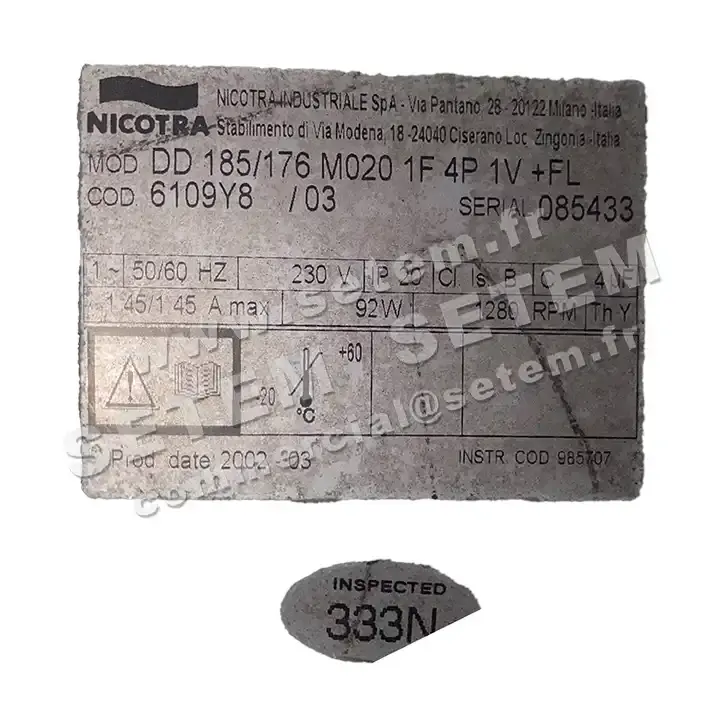 NICOTRA
NICOTRA INDUSTRIALE SpA - Via Pantano, 28 - 20122 Milano -Italia
Stabilimento di Via Modena, 18 -24040 Ciserano Loc. Zingonia -Italia
MOD DD 185/176 M020 1F 4P 1V +FL
COD. 6109Y8 /03 SERIAL 085433
1~ 50/60 HZ 230 V IP 20 Cl. Is. B C 4
1.45/1.45 A.max 92W 1280 RPM Th Y
+60
-20
°C
Prod. date 2002 -03 INSTR. COD 985707
www.setem.fr
SETEM, SETEM
commercial@setem.fr
INSPECTED
333N